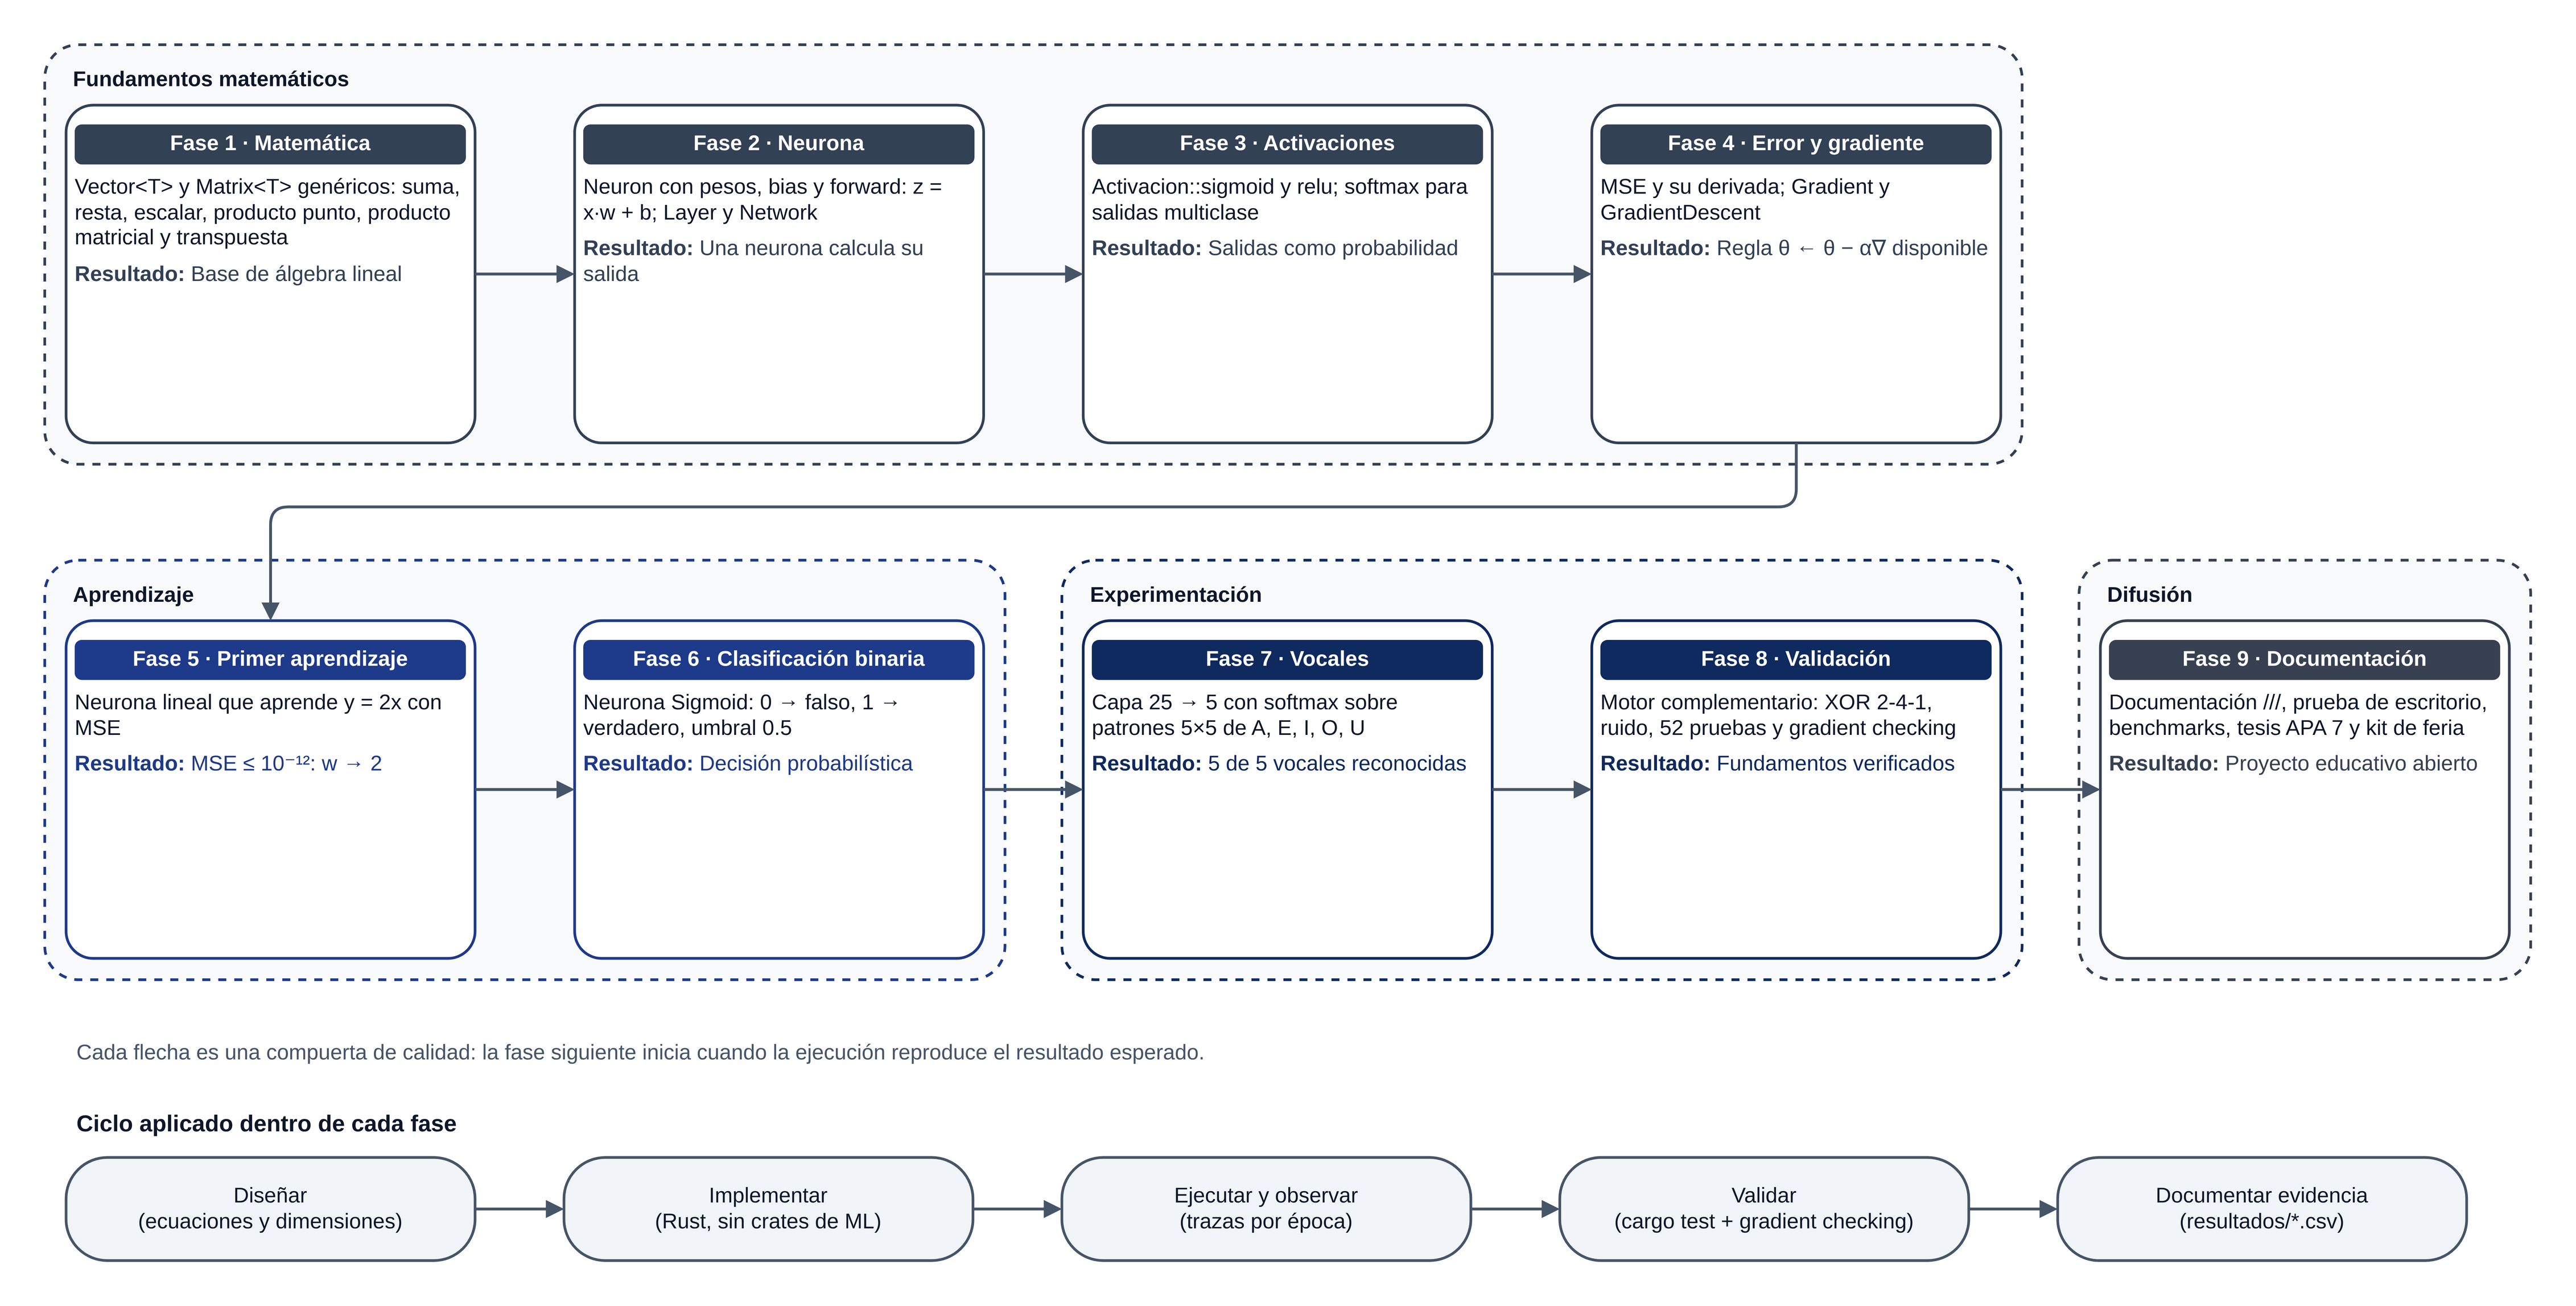 Fundamentos matemáticos
Fase 1 · Matemática
Vector<T> y Matrix<T> genéricos: suma,
resta, escalar, producto punto, producto
matricial y transpuesta
Resultado: Base de álgebra lineal
Fase 2 · Neurona
Neuron con pesos, bias y forward: z =
x·w + b; Layer y Network
Resultado: Una neurona calcula su
salida
Fase 3 · Activaciones
Activacion::sigmoid y relu; softmax para
salidas multiclase
Resultado: Salidas como probabilidad
Fase 4 · Error y gradiente
MSE y su derivada; Gradient y
GradientDescent
Resultado: Regla θ ← θ − α∇ disponible
Aprendizaje
Fase 5 · Primer aprendizaje
Neurona lineal que aprende y = 2x con
MSE
Resultado: MSE ≤ 10⁻¹²: w → 2
Fase 6 · Clasificación binaria
Neurona Sigmoid: 0 → falso, 1 →
verdadero, umbral 0.5
Resultado: Decisión probabilística
Experimentación
Fase 7 · Vocales
Capa 25 → 5 con softmax sobre
patrones 5×5 de A, E, I, O, U
Resultado: 5 de 5 vocales reconocidas
Fase 8 · Validación
Motor complementario: XOR 2-4-1,
ruido, 52 pruebas y gradient checking
Resultado: Fundamentos verificados
Difusión
Fase 9 · Documentación
Documentación ///, prueba de escritorio,
benchmarks, tesis APA 7 y kit de feria
Resultado: Proyecto educativo abierto
Cada flecha es una compuerta de calidad: la fase siguiente inicia cuando la ejecución reproduce el resultado esperado.
Ciclo aplicado dentro de cada fase
Diseñar
(ecuaciones y dimensiones)
Implementar
(Rust, sin crates de ML)
Ejecutar y observar
(trazas por época)
Validar
(cargo test + gradient checking)
Documentar evidencia
(resultados/*.csv)